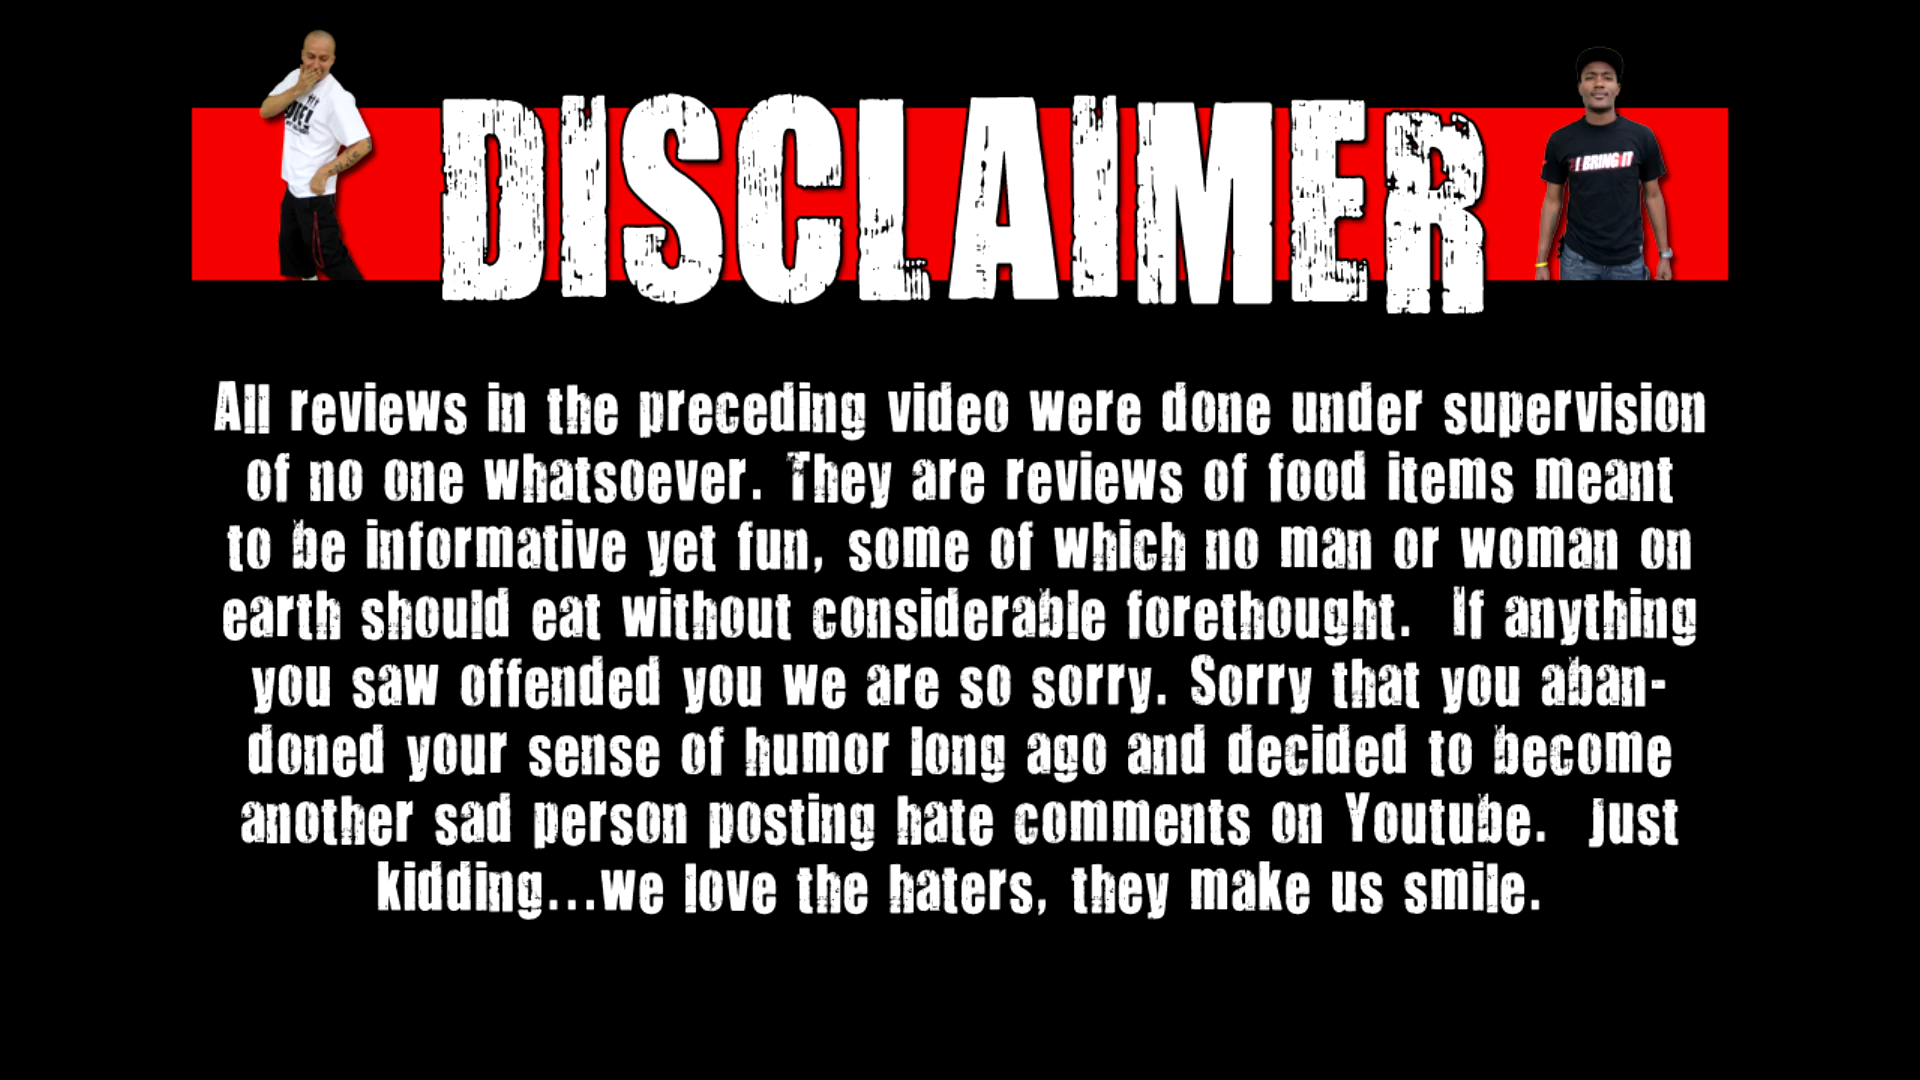 DISCLAIMER
DIET
I BRING IT
All reviews in the preceding video were done under supervision
of no one whatsoever. They are reviews of food items meant
to be informative yet fun, some of which no man or woman on
earth should eat without considerable forethought.  If anything
you saw offended you we are so sorry. Sorry that you aban-
doned your sense of humor long ago and decided to become
another sad person posting hate comments on Youtube.  Just
kidding...we love the haters, they make us smile.